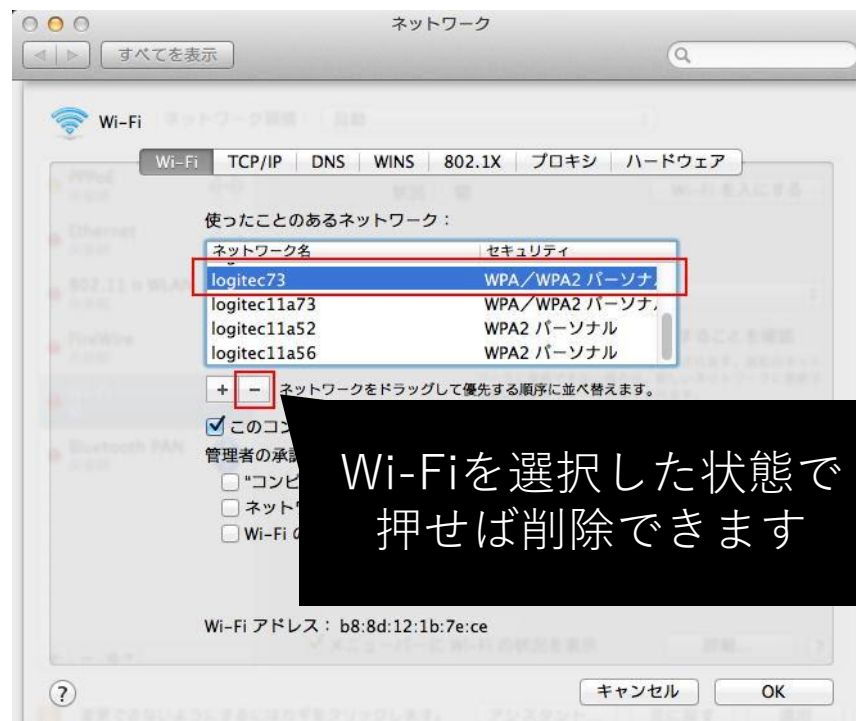 ネットワーク
すべてを表示
Wi-Fi
Wi-Fi TCP/IP DNS WINS 802.1X プロキシ ハードウェア
使ったことのあるネットワーク：
ネットワーク名 セキュリティ
logitec73 WPA／WPA2 パーソナ
logitec11a73 WPA／WPA2 パーソナ
logitec11a52 WPA2 パーソナル
logitec11a56 WPA2 パーソナル
+ − ネットワークをドラッグして優先する順序に並べ替えます。
このコン
管理者の承認
"コンピ
ネットワ
Wi-Fi の
Wi-Fiを選択した状態で
押せば削除できます
Wi-Fi アドレス： b8:8d:12:1b:7e:ce
? キャンセル OK